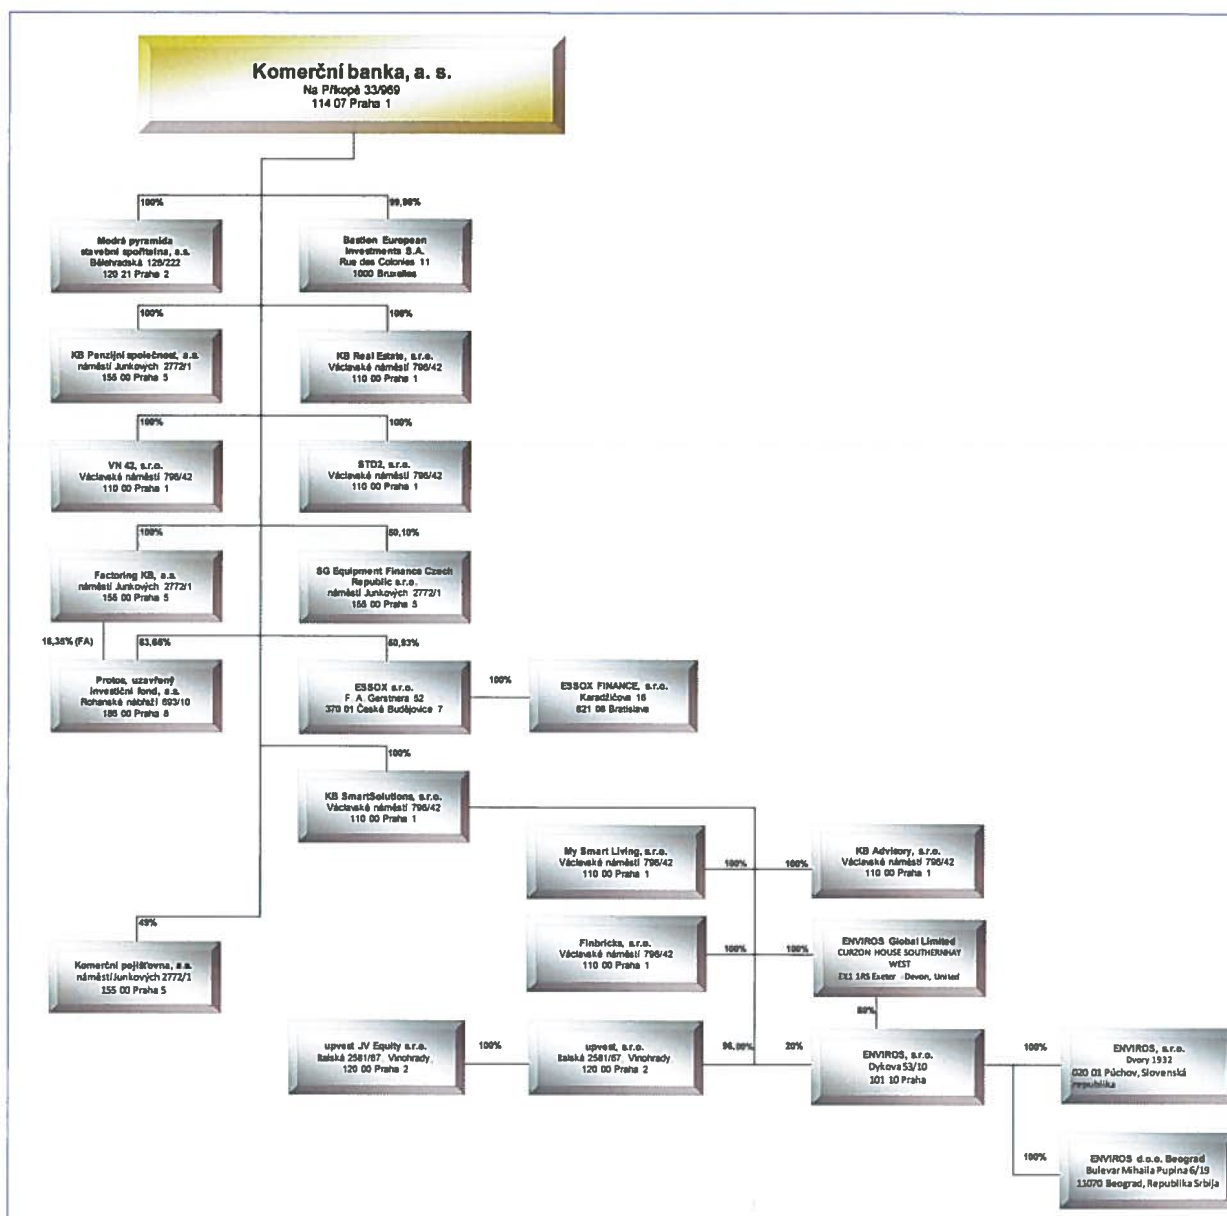 Komerční banka, a. s.
Na Příkopě 33/969
114 07 Praha 1
100%
99,98%
Modrá pyramida
stavební spořitelna, a.s.
Bělehradská 128/222
120 21 Praha 2
Bastion European
Investments S.A.
Rue des Colonies 11
1000 Bruxelles
100%
100%
KB Penzijní společnost, a.s.
náměstí Junkových 2772/1
155 00 Praha 5
KB Real Estate, s.r.o.
Václavské náměstí 796/42
110 00 Praha 1
100%
100%
VN 42, s.r.o.
Václavské náměstí 796/42
110 00 Praha 1
STD2, s.r.o.
Václavské náměstí 796/42
110 00 Praha 1
100%
50,10%
Factoring KB, a.s.
náměstí Junkových 2772/1
155 00 Praha 5
SG Equipment Finance Czech
Republic s.r.o.
náměstí Junkových 2772/1
155 00 Praha 5
16,35% (FA)
83,65%
50,93%
Protos, uzavřený
investiční fond, a.s.
Rohanské nábřeží 693/10
186 00 Praha 8
ESSOX s.r.o.
F. A. Gerstnera 52
370 01 České Budějovice 7
100%
ESSOX FINANCE, s.r.o.
Karadžičova 16
821 08 Bratislava
100%
KB SmartSolutions, s.r.o.
Václavské náměstí 796/42
110 00 Praha 1
My Smart Living, s.r.o.
Václavské náměstí 796/42
110 00 Praha 1
100%
100%
KB Advisory, s.r.o.
Václavské náměstí 796/42
110 00 Praha 1
49%
Komerční pojišťovna, a.s.
náměstí Junkových 2772/1
155 00 Praha 5
Finbricks, s.r.o.
Václavské náměstí 796/42
110 00 Praha 1
100%
100%
ENVIROS Global Limited
CURZON HOUSE SOUTHERNHAY
WEST
EX1 1RS Exeter - Devon, United
80%
upvest JV Equity s.r.o.
Italská 2581/67, Vinohrady,
120 00 Praha 2
100%
upvest, s.r.o.
Italská 2581/67, Vinohrady,
120 00 Praha 2
20%
ENVIROS, s.r.o.
Dykova 53/10
101 10 Praha
100%
ENVIROS, s.r.o.
Dvory 1932
020 01 Púchov, Slovenská
republika
100%
ENVIROS d.o.o. Beograd
Bulevar Mihaila Pupina 6/19
11070 Beograd, Republika Srbija